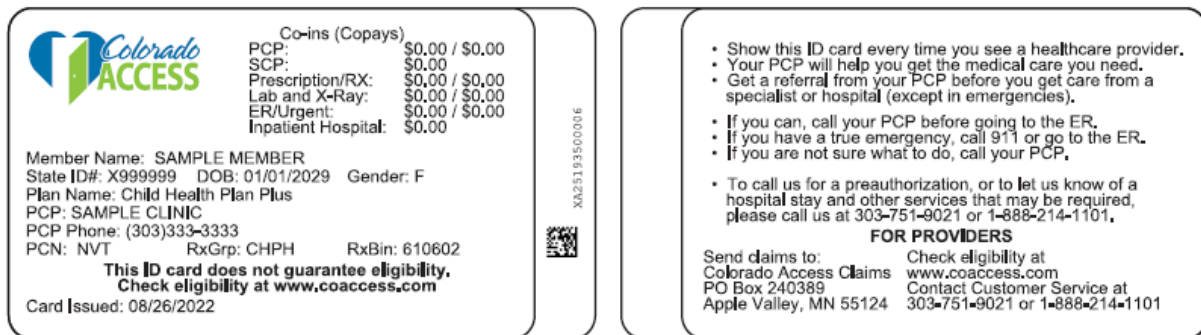 Colorado
ACCESS
Co-ins (Copays)
PCP: $0.00 / $0.00
SCP: $0.00
Prescription/RX: $0.00 / $0.00
Lab and X-Ray: $0.00 / $0.00
ER/Urgent: $0.00 / $0.00
Inpatient Hospital: $0.00
Member Name: SAMPLE MEMBER
State ID#: X999999 DOB: 01/01/2029 Gender: F
Plan Name: Child Health Plan Plus
PCP: SAMPLE CLINIC
PCP Phone: (303)333-3333
PCN: NVT RxGrp: CHPH RxBin: 610602
This ID card does not guarantee eligibility.
Check eligibility at www.coaccess.com
Card Issued: 08/26/2022
XA25193500006
• Show this ID card every time you see a healthcare provider.
• Your PCP will help you get the medical care you need.
• Get a referral from your PCP before you get care from a
specialist or hospital (except in emergencies).
• If you can, call your PCP before going to the ER.
• If you have a true emergency, call 911 or go to the ER.
• If you are not sure what to do, call your PCP.
• To call us for a preauthorization, or to let us know of a
hospital stay and other services that may be required,
please call us at 303-751-9021 or 1-888-214-1101.
FOR PROVIDERS
Send claims to:
Colorado Access Claims
PO Box 240389
Apple Valley, MN 55124
Check eligibility at
www.coaccess.com
Contact Customer Service at
303-751-9021 or 1-888-214-1101